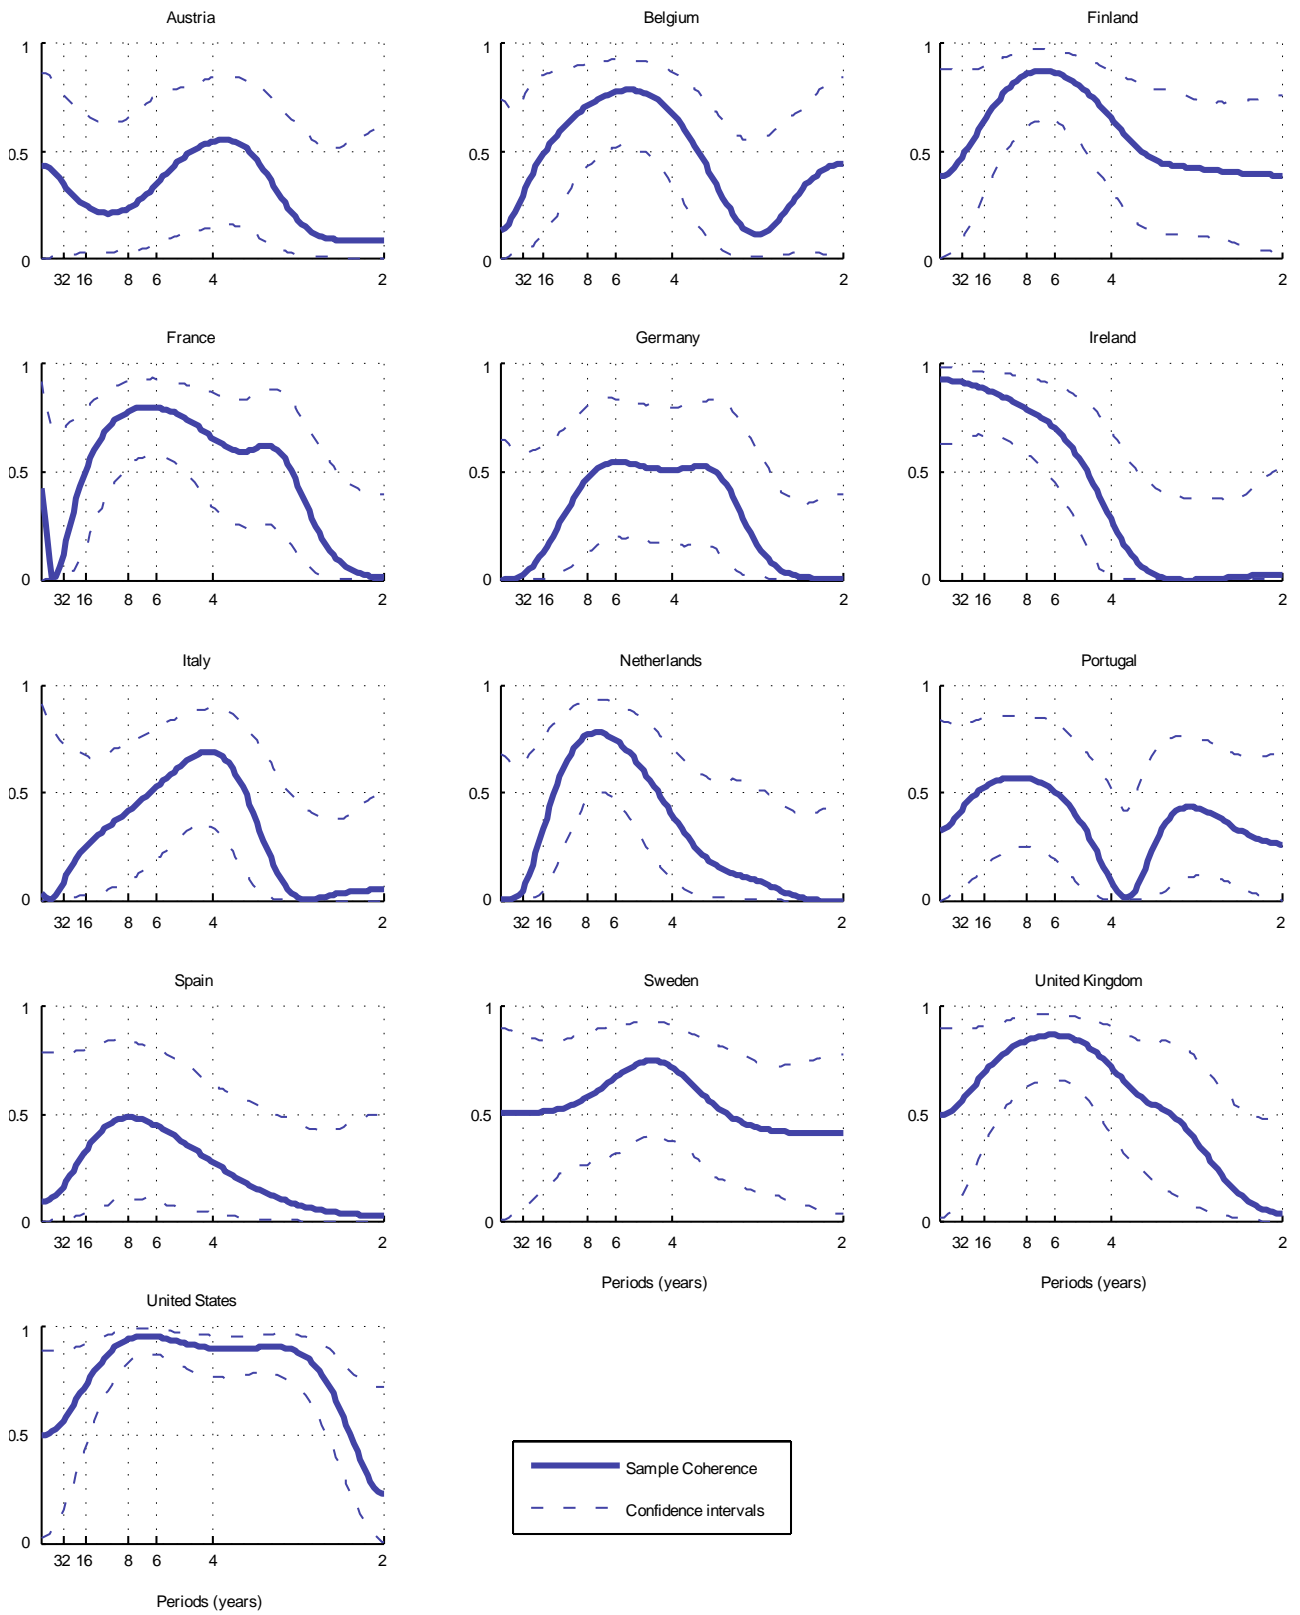 Austria Belgium Finland
1 1 1
0.5 0.5 0.5
0 0 0
32 16 8 6 4 2 32 16 8 6 4 2 32 16 8 6 4 2
France Germany Ireland
1 1 1
0.5 0.5 0.5
0 0 0
32 16 8 6 4 2 32 16 8 6 4 2 32 16 8 6 4 2
Italy Netherlands Portugal
1 1 1
0.5 0.5 0.5
0 0 0
32 16 8 6 4 2 32 16 8 6 4 2 32 16 8 6 4 2
Spain Sweden United Kingdom
1 1 1
0.5 0.5 0.5
0 0 0
32 16 8 6 4 2 32 16 8 6 4 2 32 16 8 6 4 2
Periods (years) Periods (years)
United States
1
0.5
0
32 16 8 6 4 2
Periods (years)
Sample Coherence
Confidence intervals